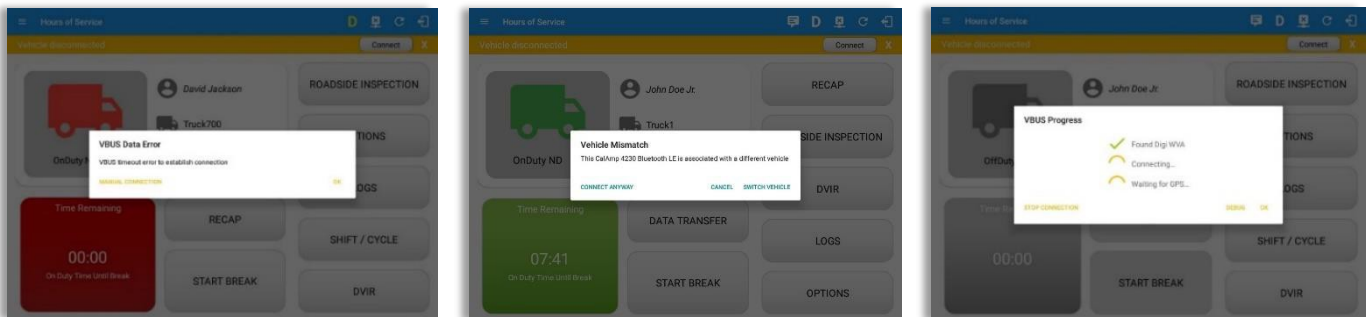 Hours of Service
D
Vehicle disconnected
Connect
X
David Jackson
ROADSIDE INSPECTION
Truck700
VBUS Data Error
VBUS timeout error to establish connection
MANUAL CONNECTION
OK
Time Remaining
00:00
On Duty Time Until Break
RECAP
START BREAK
SHIFT / CYCLE
DVIR
Hours of Service
D
Vehicle disconnected
Connect
X
John Doe Jr.
RECAP
Truck1
OnDuty ND
Vehicle Mismatch
This CalAmp 4230 Bluetooth LE is associated with a different vehicle
CONNECT ANYWAY
CANCEL
SWITCH VEHICLE
SIDE INSPECTION
DVIR
Time Remaining
07:41
On Duty Time Until Break
DATA TRANSFER
START BREAK
LOGS
OPTIONS
Hours of Service
D
Vehicle disconnected
Connect
X
John Doe Jr.
ROADSIDE INSPECTION
VBUS Progress
Found Digi WVA
Connecting...
Waiting for GPS...
STOP CONNECTION
DEBUG
OK
00:00
START BREAK
SHIFT / CYCLE
DVIR